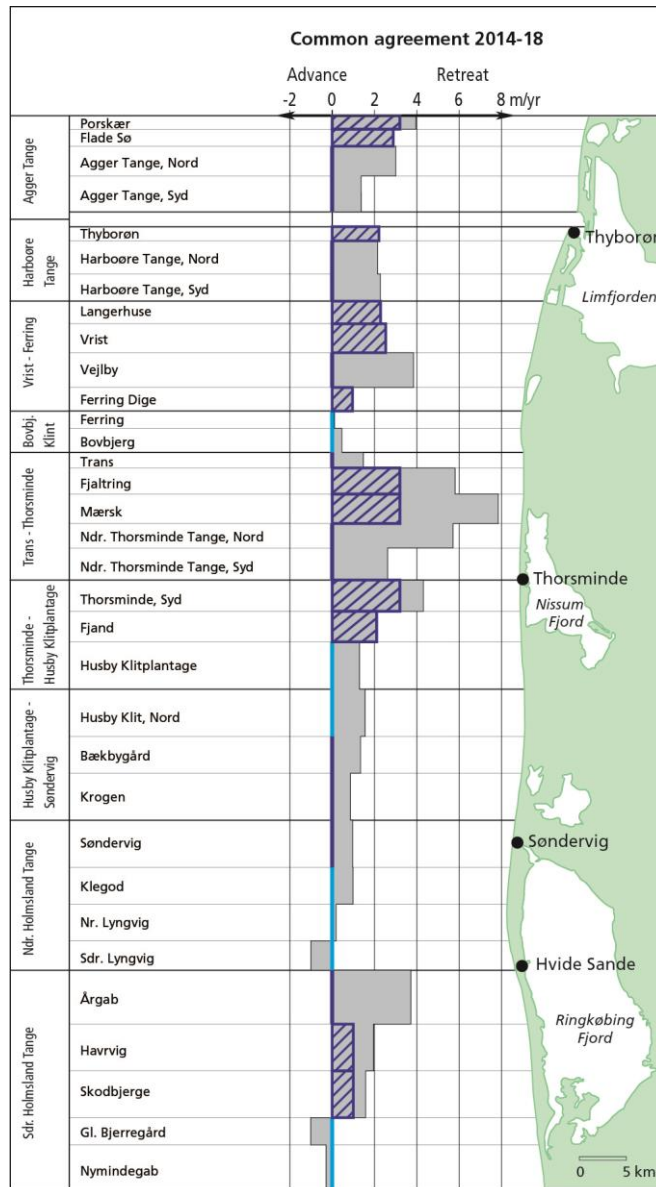 Common agreement 2014-18
Advance Retreat
-2 0 2 4 6 8 m/yr
Agger Tange
Porskær
Flade Sø
Agger Tange, Nord
Agger Tange, Syd
Harboøre
Tange
Thyborøn
Harboøre Tange, Nord
Harboøre Tange, Syd
Vrist - Ferring
Langerhuse
Vrist
Vejlby
Ferring Dige
Bovbj.
Klint
Ferring
Bovbjerg
Trans - Thorsminde
Trans
Fjaltring
Mærsk
Ndr. Thorsminde Tange, Nord
Ndr. Thorsminde Tange, Syd
Thorsminde -
Husby Klitplantage
Thorsminde, Syd
Fjand
Husby Klitplantage
Husby Klitplantage -
Søndervig
Husby Klit, Nord
Bækbygård
Krogen
Ndr. Holmsland Tange
Søndervig
Klegod
Nr. Lyngvig
Sdr. Lyngvig
Sdr. Holmsland Tange
Årgab
Havrvig
Skodbjerge
Gl. Bjerregård
Nymindegab
Thyborøn
Limfjorden
Thorsminde
Nissum
Fjord
Søndervig
Hvide Sande
Ringkøbing
Fjord
0 5 km